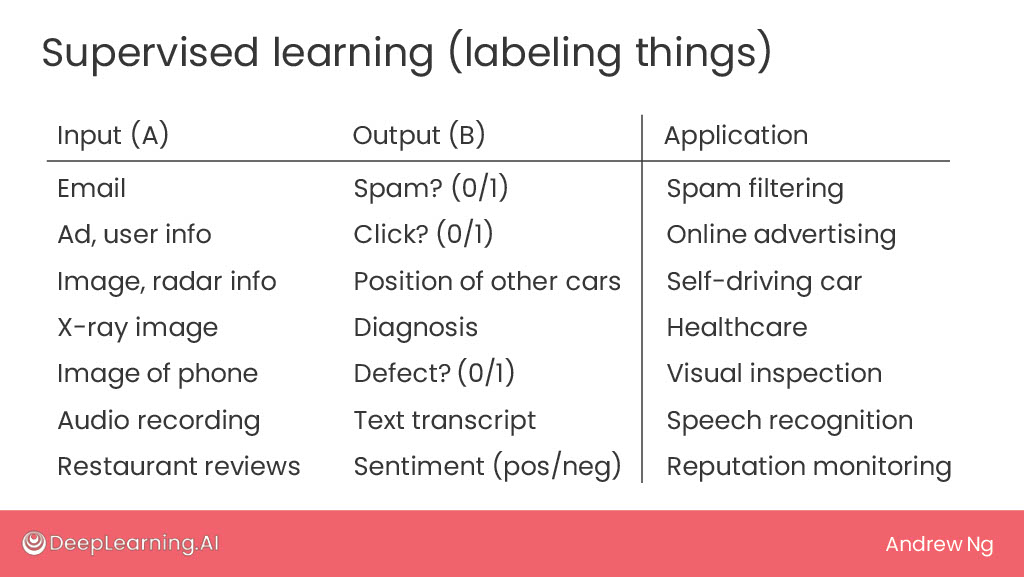 Supervised learning (labeling things)
Input (A) Output (B) Application
Email Spam? (0/1) Spam filtering
Ad, user info Click? (0/1) Online advertising
Image, radar info Position of other cars Self-driving car
X-ray image Diagnosis Healthcare
Image of phone Defect? (0/1) Visual inspection
Audio recording Text transcript Speech recognition
Restaurant reviews Sentiment (pos/neg) Reputation monitoring
DeepLearning.AI Andrew Ng